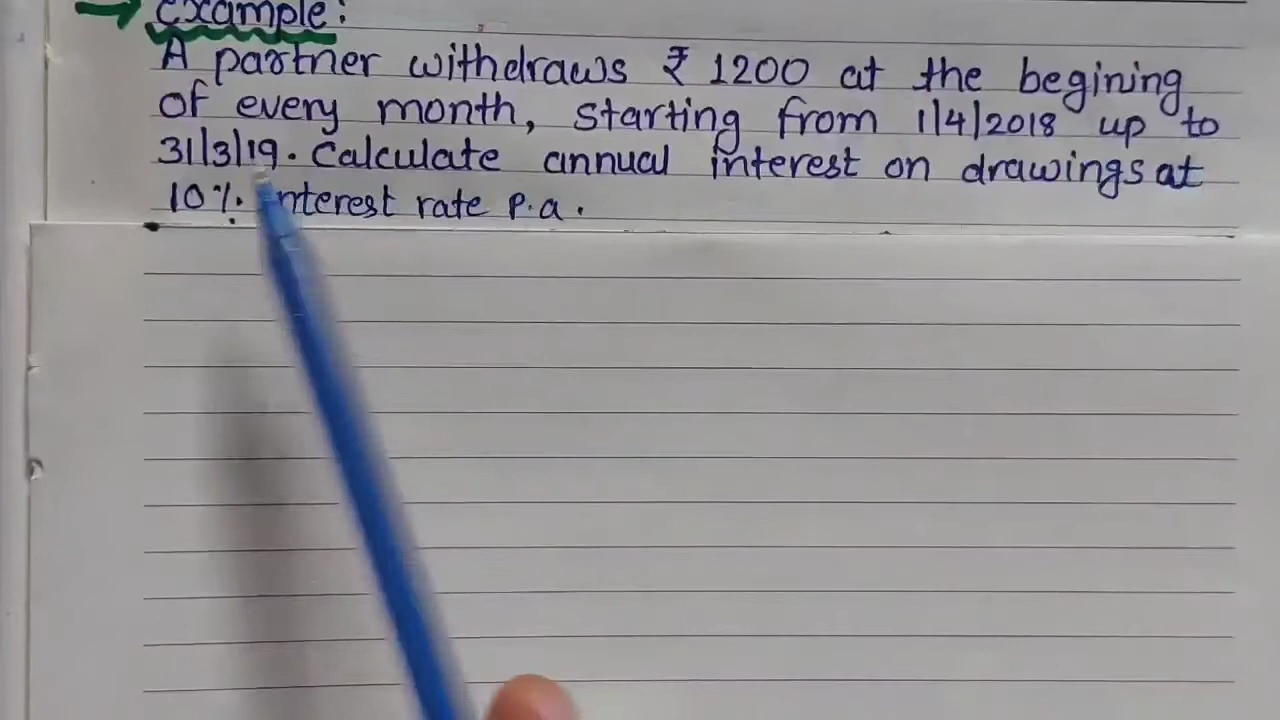 Example:
A partner withdraws ₹ 1200 at the begining
of every month, starting from 1/4/2018 up to
31/3/19. Calculate annual interest on drawings at
10% interest rate p.a.